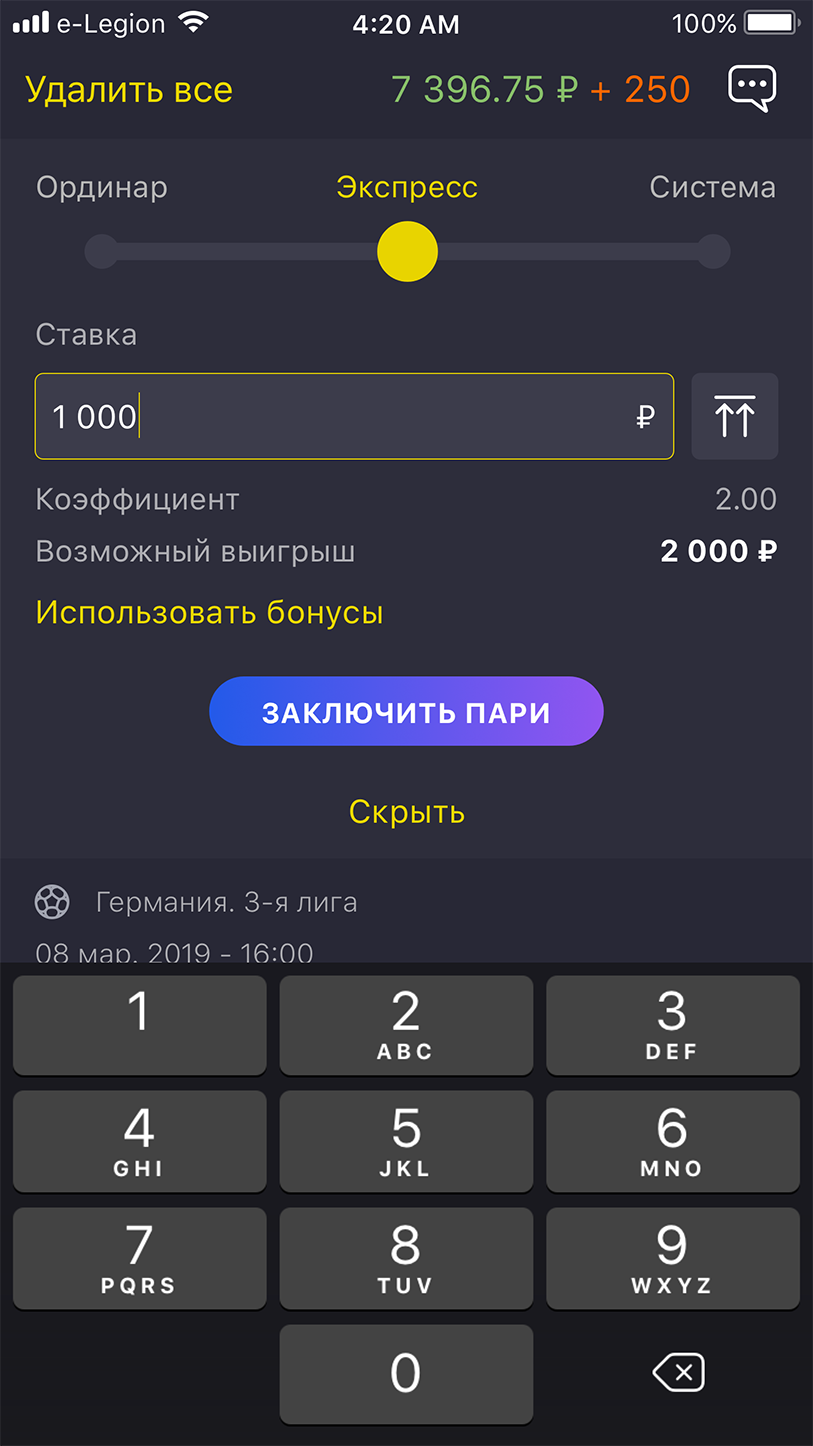 e-Legion 4:20 AM 100%
Удалить все 7 396.75 ₽ + 250
Ординар Экспресс Система
Ставка
1 000 ₽
Коэффициент 2.00
Возможный выигрыш 2 000 ₽
Использовать бонусы
ЗАКЛЮЧИТЬ ПАРИ
Скрыть
Германия. 3-я лига
08 мар. 2019 - 16:00
1 2 3
ABC DEF
4 5 6
GHI JKL MNO
7 8 9
PQRS TUV WXYZ
0